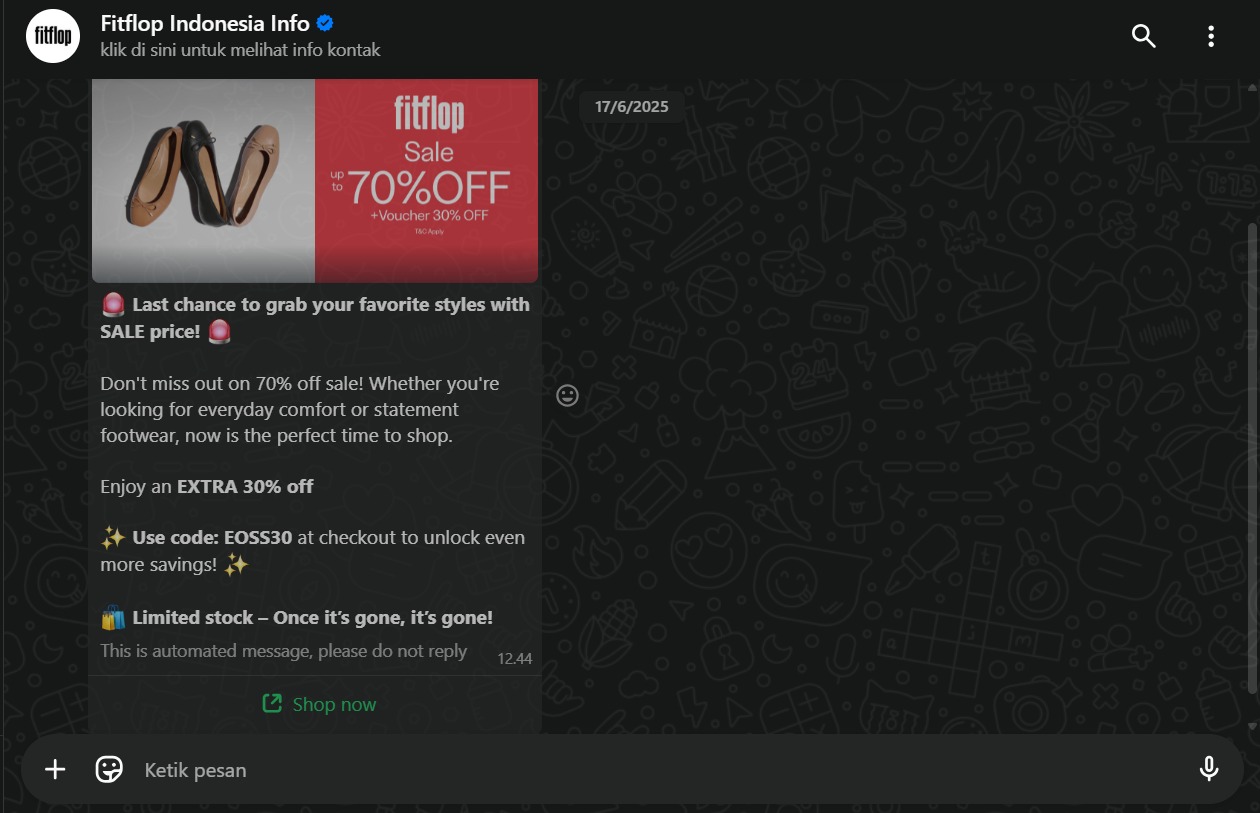 fitflop
Fitflop Indonesia Info
klik di sini untuk melihat info kontak
17/6/2025
fitflop
Sale
up to 70%OFF
+Voucher 30% OFF
T&C Apply
🚨 Last chance to grab your favorite styles with
SALE price! 🚨
Don't miss out on 70% off sale! Whether you're
looking for everyday comfort or statement
footwear, now is the perfect time to shop.
Enjoy an EXTRA 30% off
✨ Use code: EOSS30 at checkout to unlock even
more savings! ✨
🛍️ Limited stock – Once it’s gone, it’s gone!
This is automated message, please do not reply
12.44
Shop now
Ketik pesan